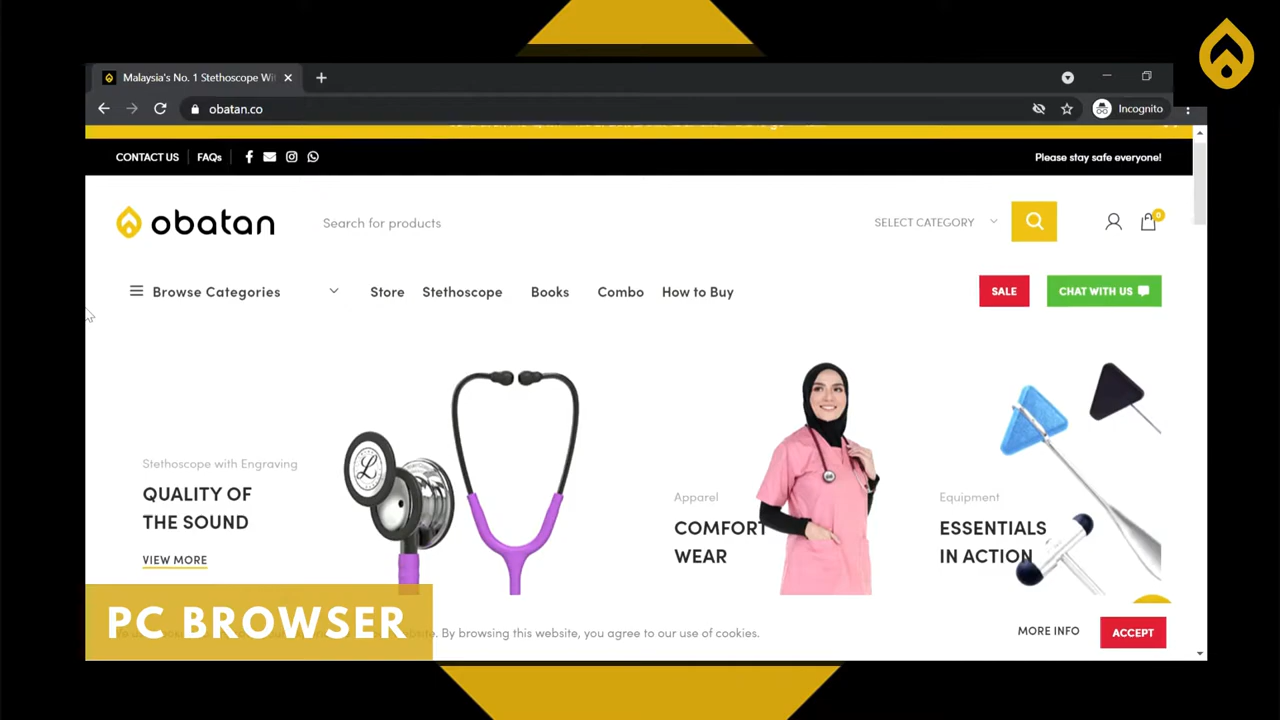 Malaysia's No. 1 Stethoscope Wit
obatan.co
Incognito
CONTACT US
FAQs
Please stay safe everyone!
obatan
Search for products
SELECT CATEGORY
0
Browse Categories
Store
Stethoscope
Books
Combo
How to Buy
SALE
CHAT WITH US
Stethoscope with Engraving
QUALITY OF
THE SOUND
VIEW MORE
Apparel
COMFORT
WEAR
Equipment
ESSENTIALS
IN ACTION
PC BROWSER
By browsing this website, you agree to our use of cookies.
MORE INFO
ACCEPT